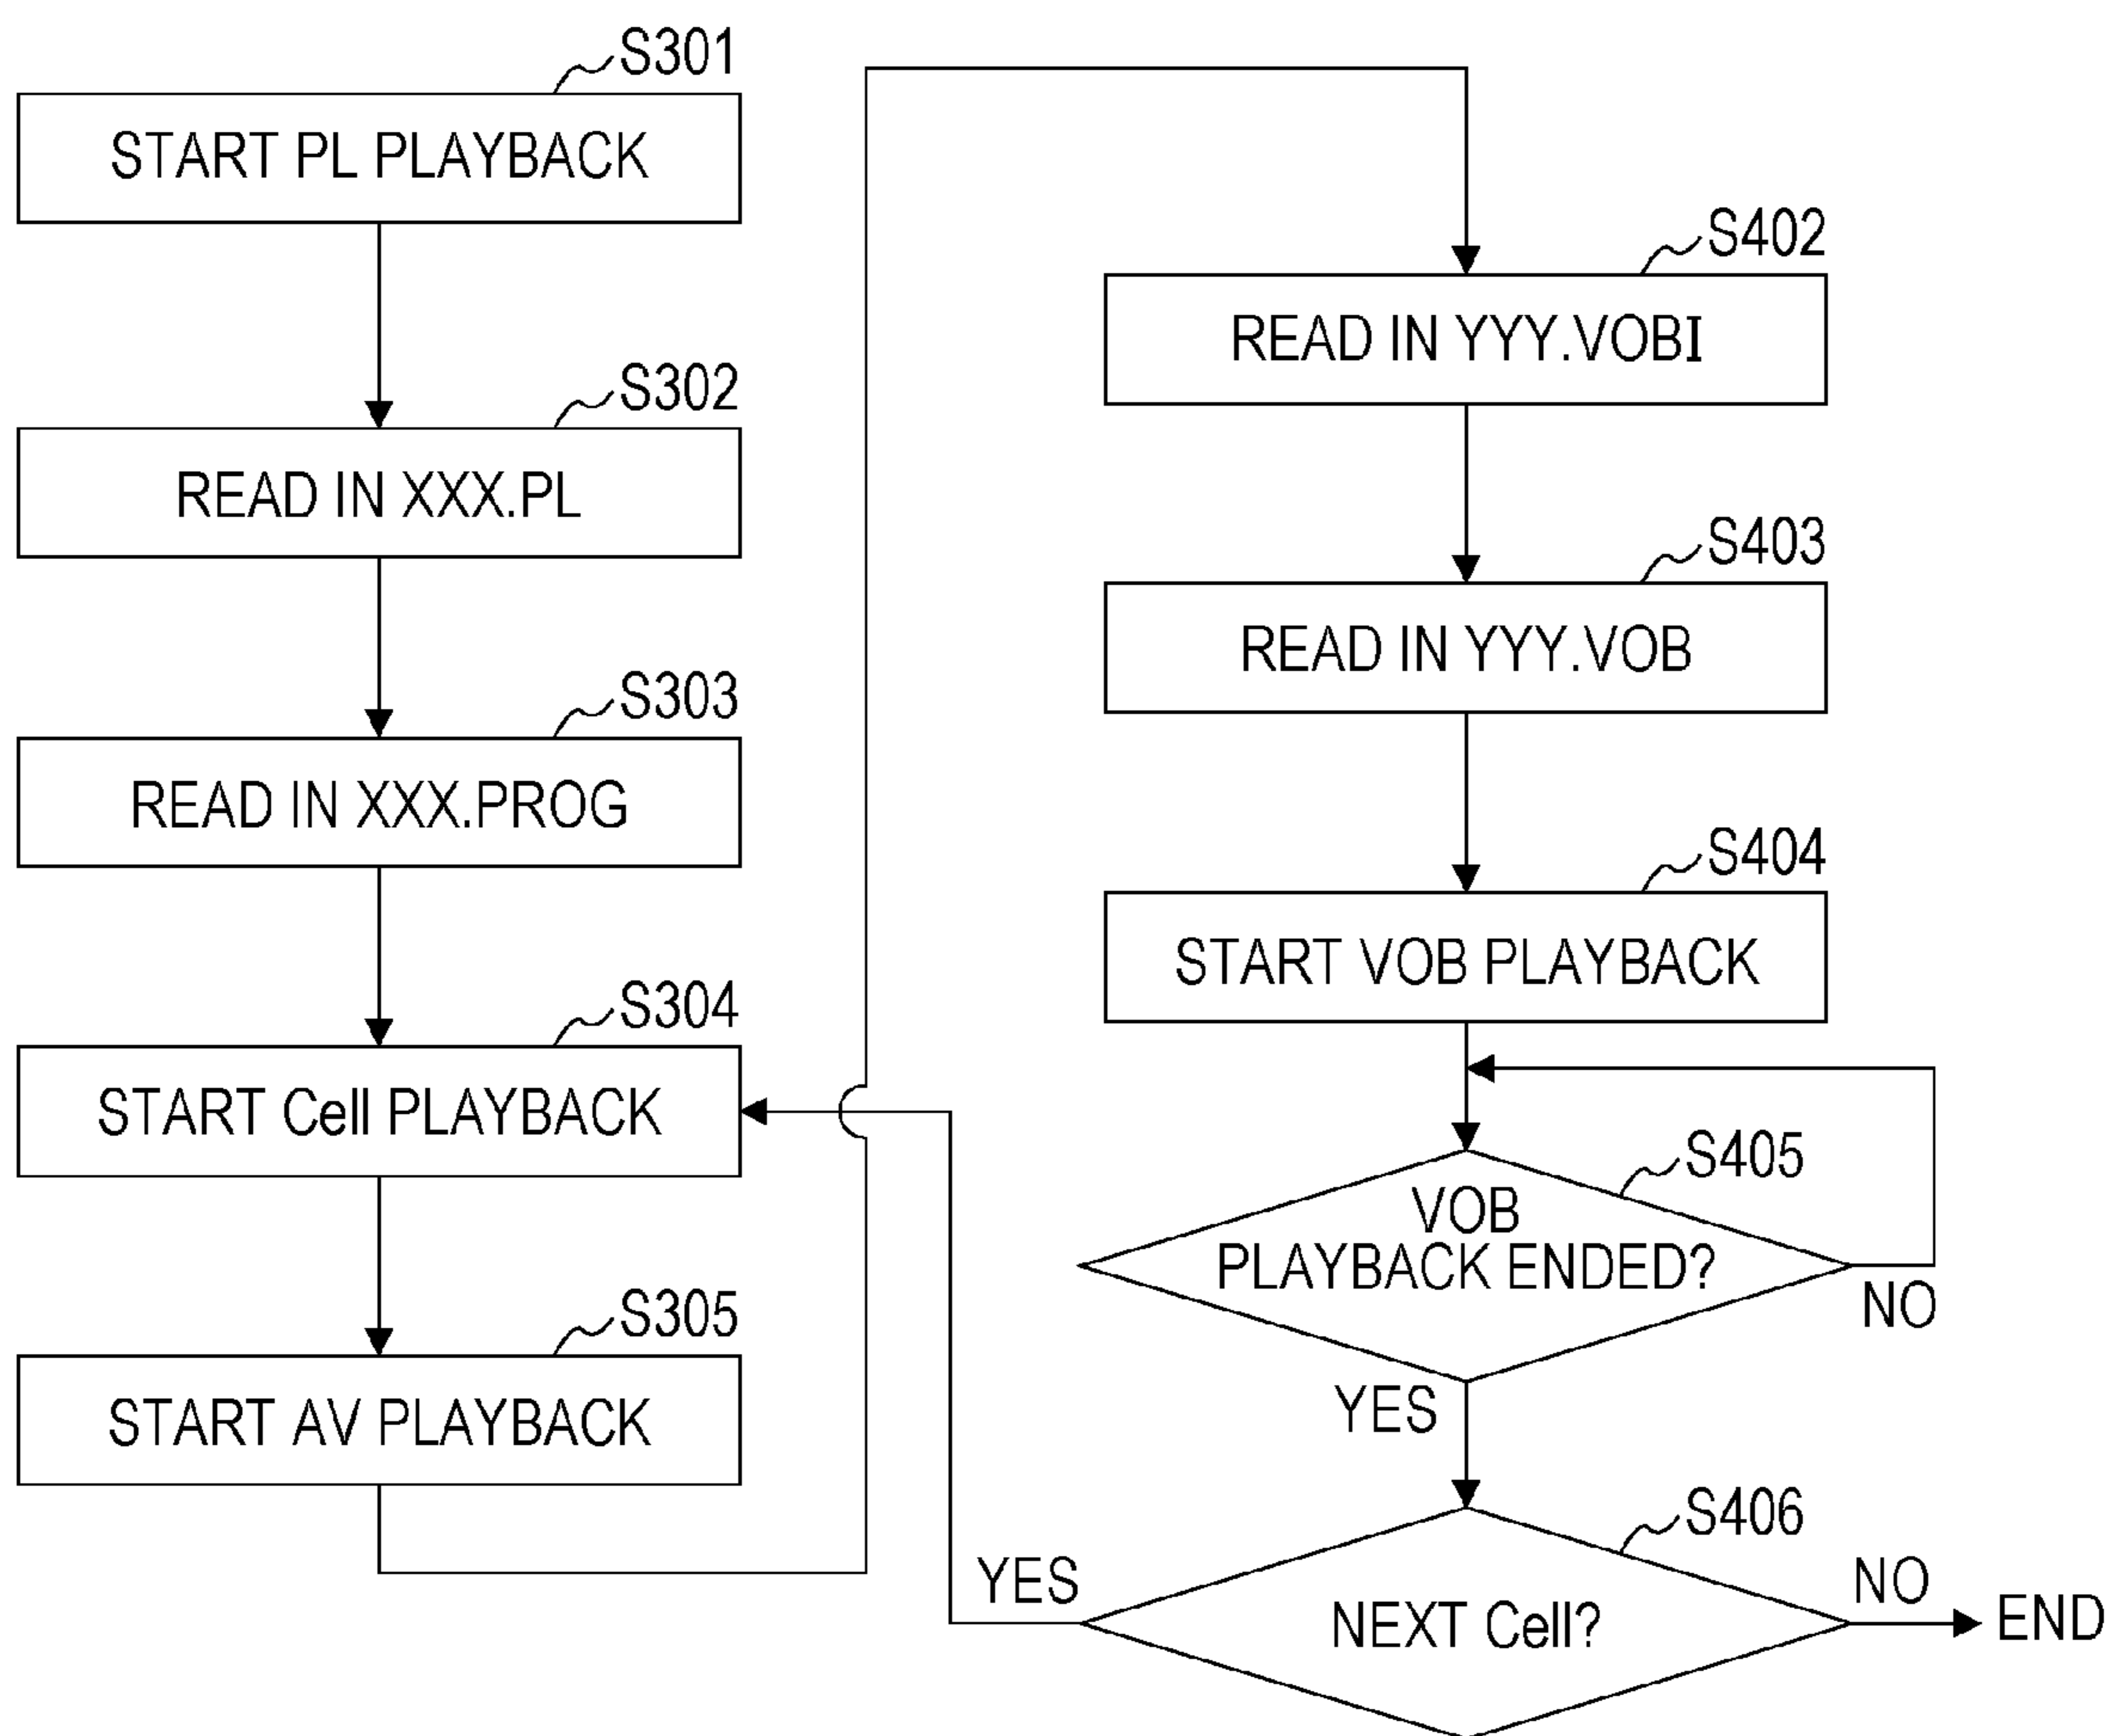 S301
START PL PLAYBACK
S302
READ IN XXX.PL
S303
READ IN XXX.PROG
S304
START Cell PLAYBACK
S305
START AV PLAYBACK
S402
READ IN YYY.VOBI
S403
READ IN YYY.VOB
S404
START VOB PLAYBACK
S405
VOB
PLAYBACK ENDED?
NO
YES
S406
NEXT Cell?
YES
NO
END